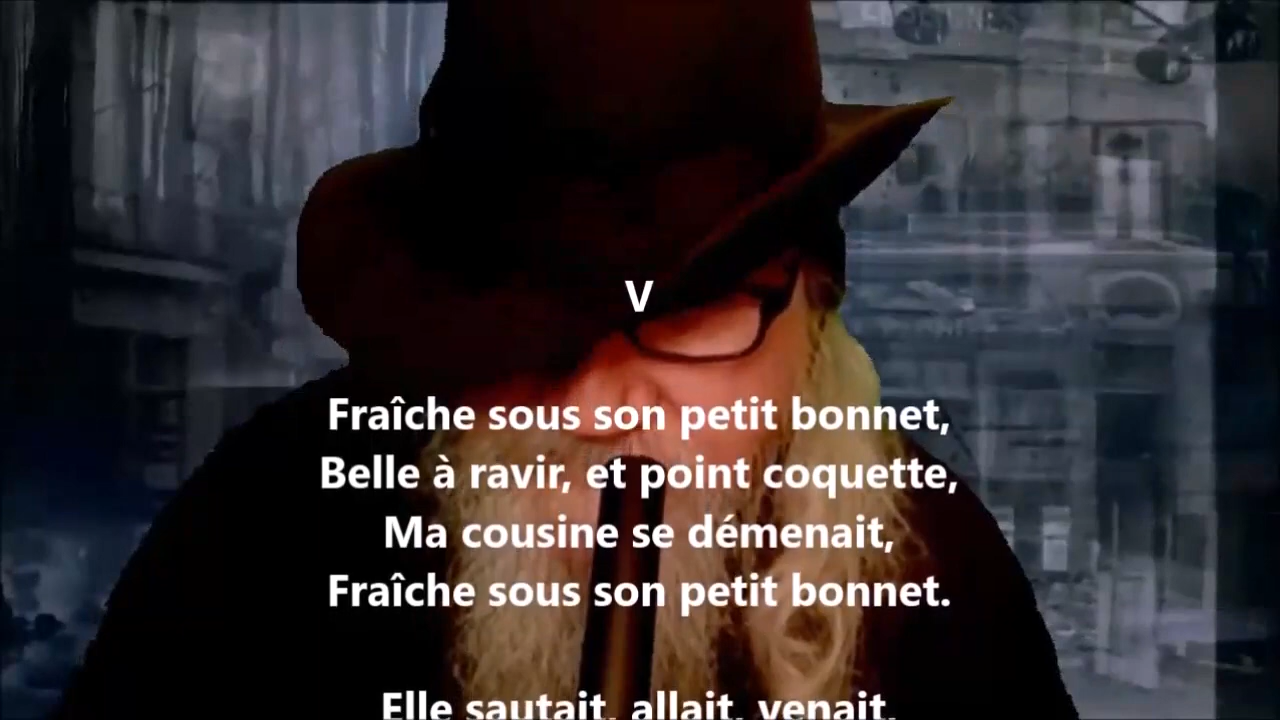 V
Fraîche sous son petit bonnet,
Belle à ravir, et point coquette,
Ma cousine se démenait,
Fraîche sous son petit bonnet.
Elle sautait, allait, venait,